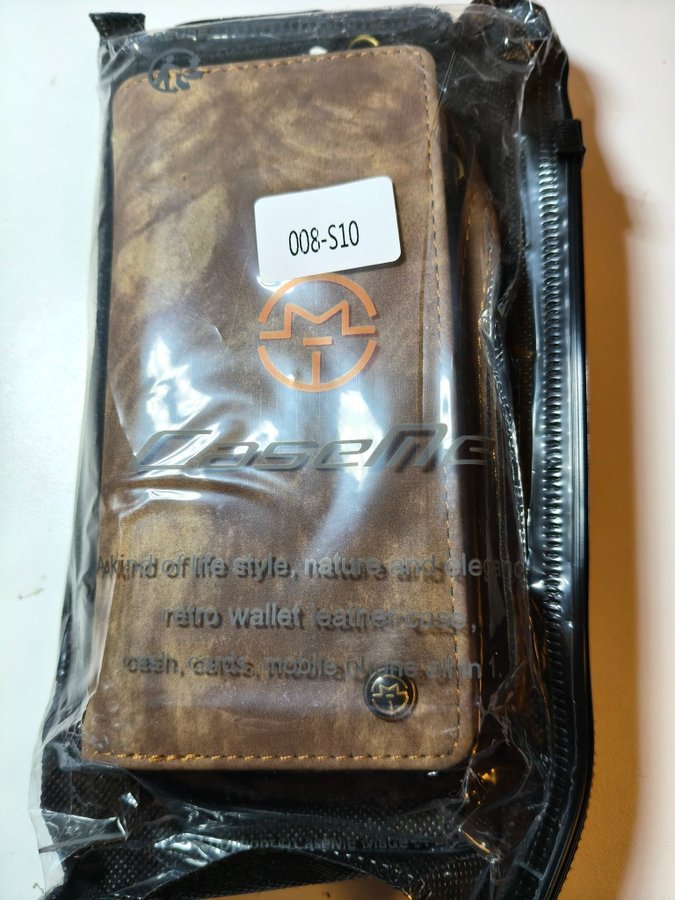 008-S10
CaseMe
A kind of life style, nature and elegant
retro wallet leather case,
cash, cards, mobile phone all in 1.